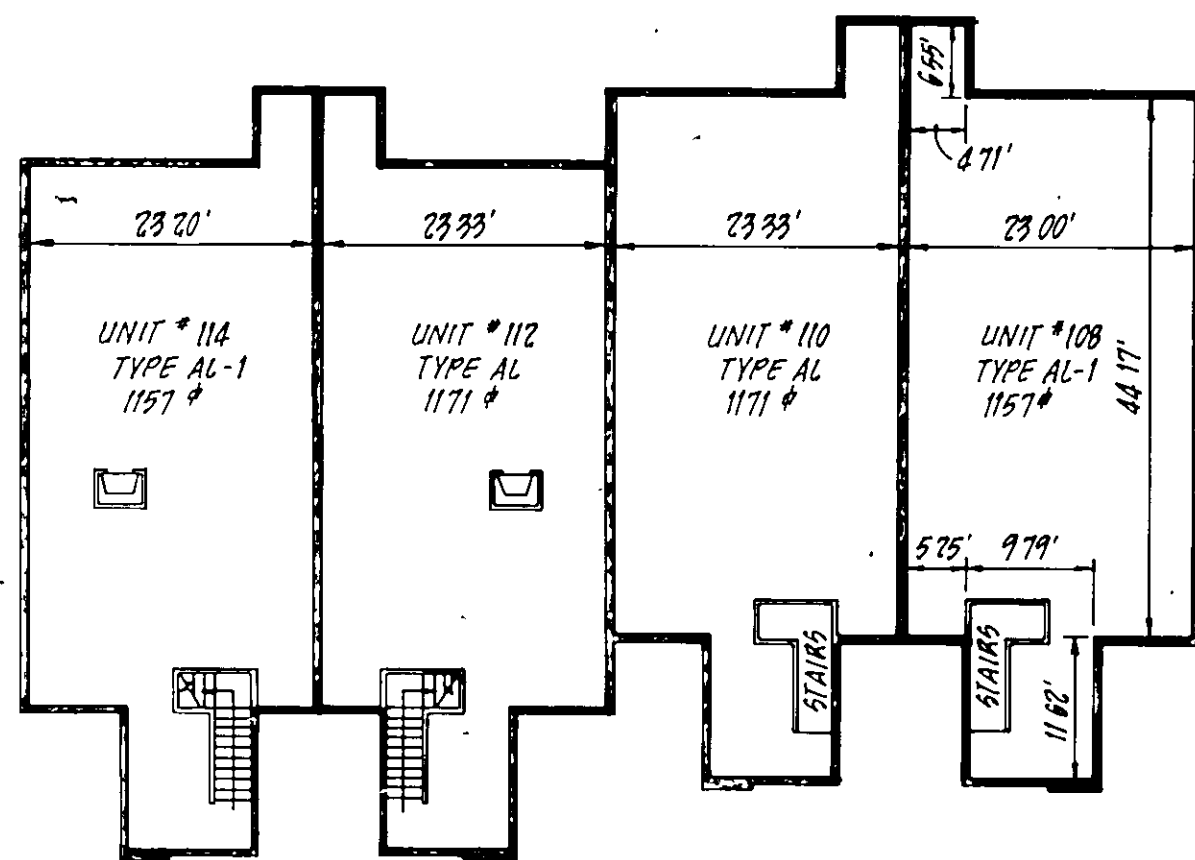 6 55'
4 71'
23 20'
23 33'
23 33'
23 00'
UNIT # 114
TYPE AL-1
1157 ⌀
UNIT # 112
TYPE AL
1171 ⌀
UNIT # 110
TYPE AL
1171 ⌀
UNIT # 108
TYPE AL-1
1157 ⌀
44 17'
5 25'
9 79'
STAIRS
STAIRS
11 62'